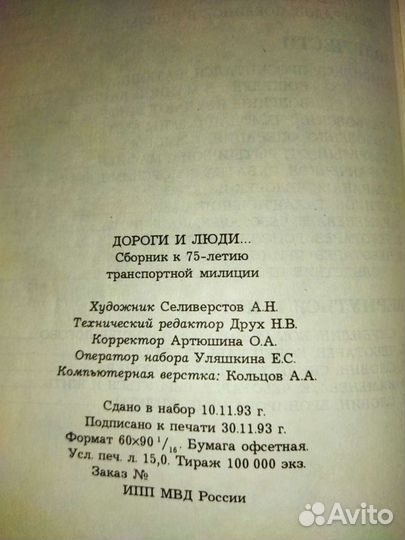 ДОРОГИ И ЛЮДИ...
Сборник к 75-летию
транспортной милиции
Художник Селиверстов А.Н.
Технический редактор Друх Н.В.
Корректор Артюшина О.А.
Оператор набора Уляшкина Е.С.
Компьютерная верстка: Кольцов А.А.
Сдано в набор 10.11.93 г.
Подписано к печати 30.11.93 г.
Формат 60×90 1/16. Бумага офсетная.
Усл. печ. л. 15,0. Тираж 100 000 экз.
Заказ №
ИПП МВД России
Avito